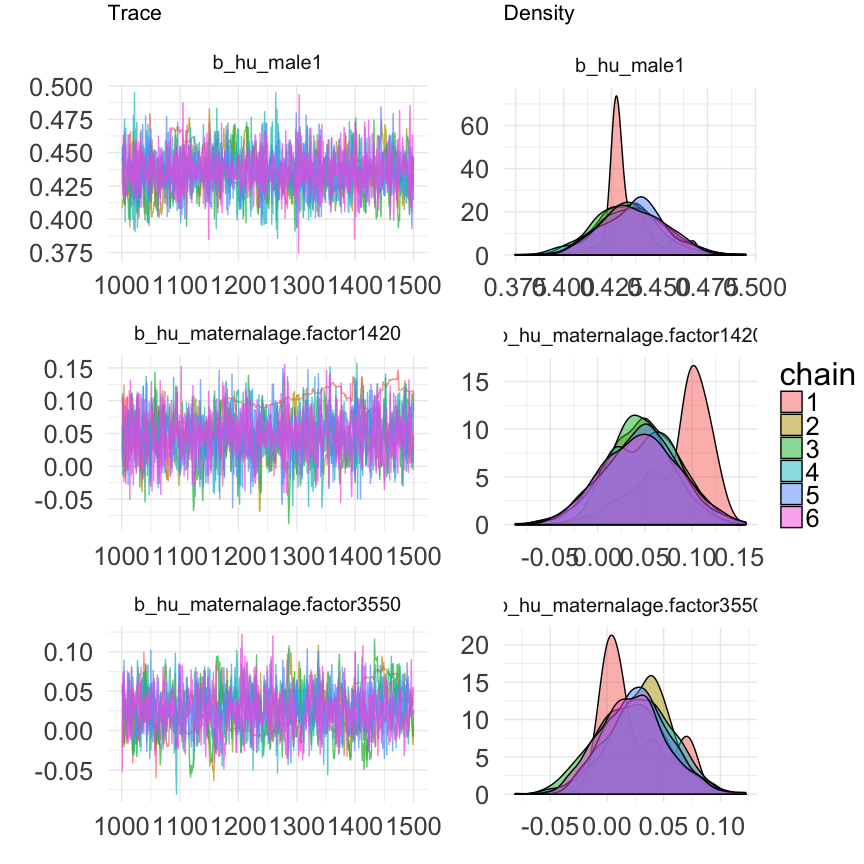 Trace
Density
b_hu_male1
0.500
0.475
0.450
0.425
0.400
0.375
1000 1100 1200 1300 1400 1500
b_hu_male1
60
40
20
0
0.375 0.400 0.425 0.450 0.475 0.500
b_hu_maternalage.factor1420
0.15
0.10
0.05
0.00
-0.05
1000 1100 1200 1300 1400 1500
b_hu_maternalage.factor142
15
10
5
0
-0.05 0.00 0.05 0.10 0.15
b_hu_maternalage.factor3550
0.10
0.05
0.00
-0.05
1000 1100 1200 1300 1400 1500
b_hu_maternalage.factor355
20
15
10
5
0
-0.05 0.00 0.05 0.10
chain
1
2
3
4
5
6